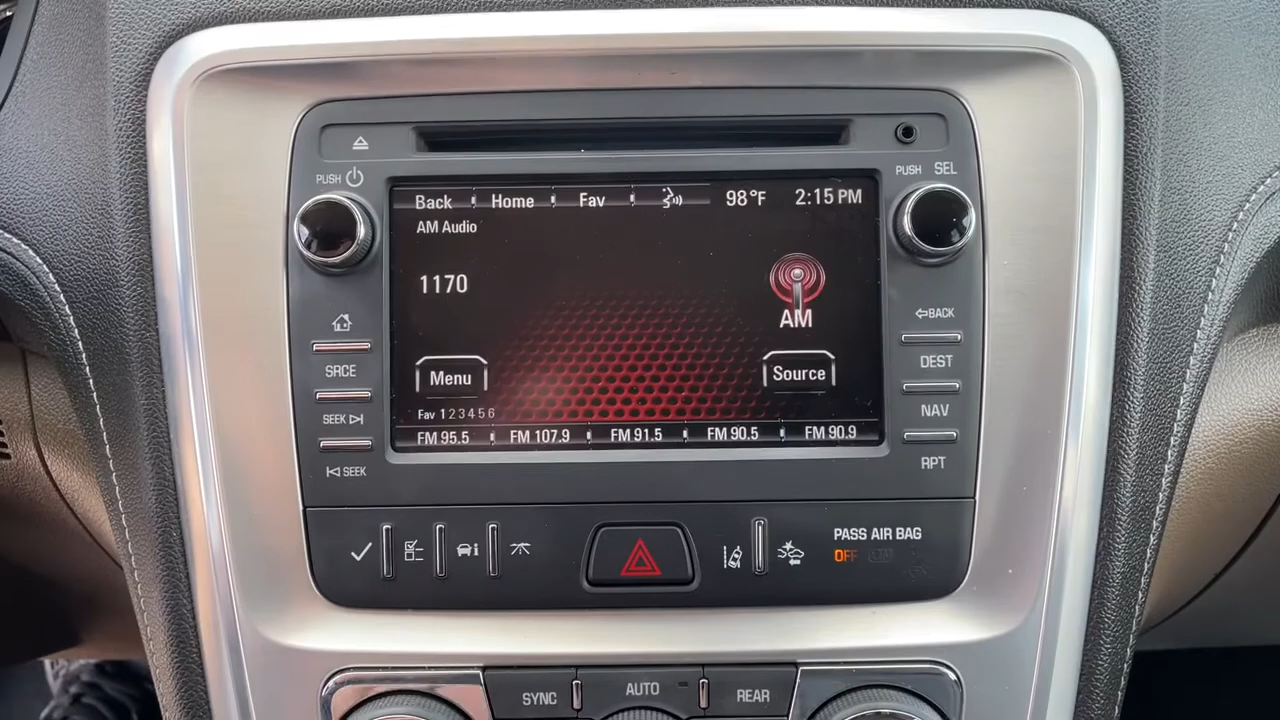 PUSH
PUSH SEL
Back Home Fav 98°F 2:15 PM
AM Audio
1170
AM
BACK
SRCE
DEST
Menu
Source
SEEK
NAV
Fav 1 2 3 4 5 6
FM 95.5 FM 107.9 FM 91.5 FM 90.5 FM 90.9
SEEK
RPT
PASS AIR BAG
OFF
SYNC
AUTO
REAR